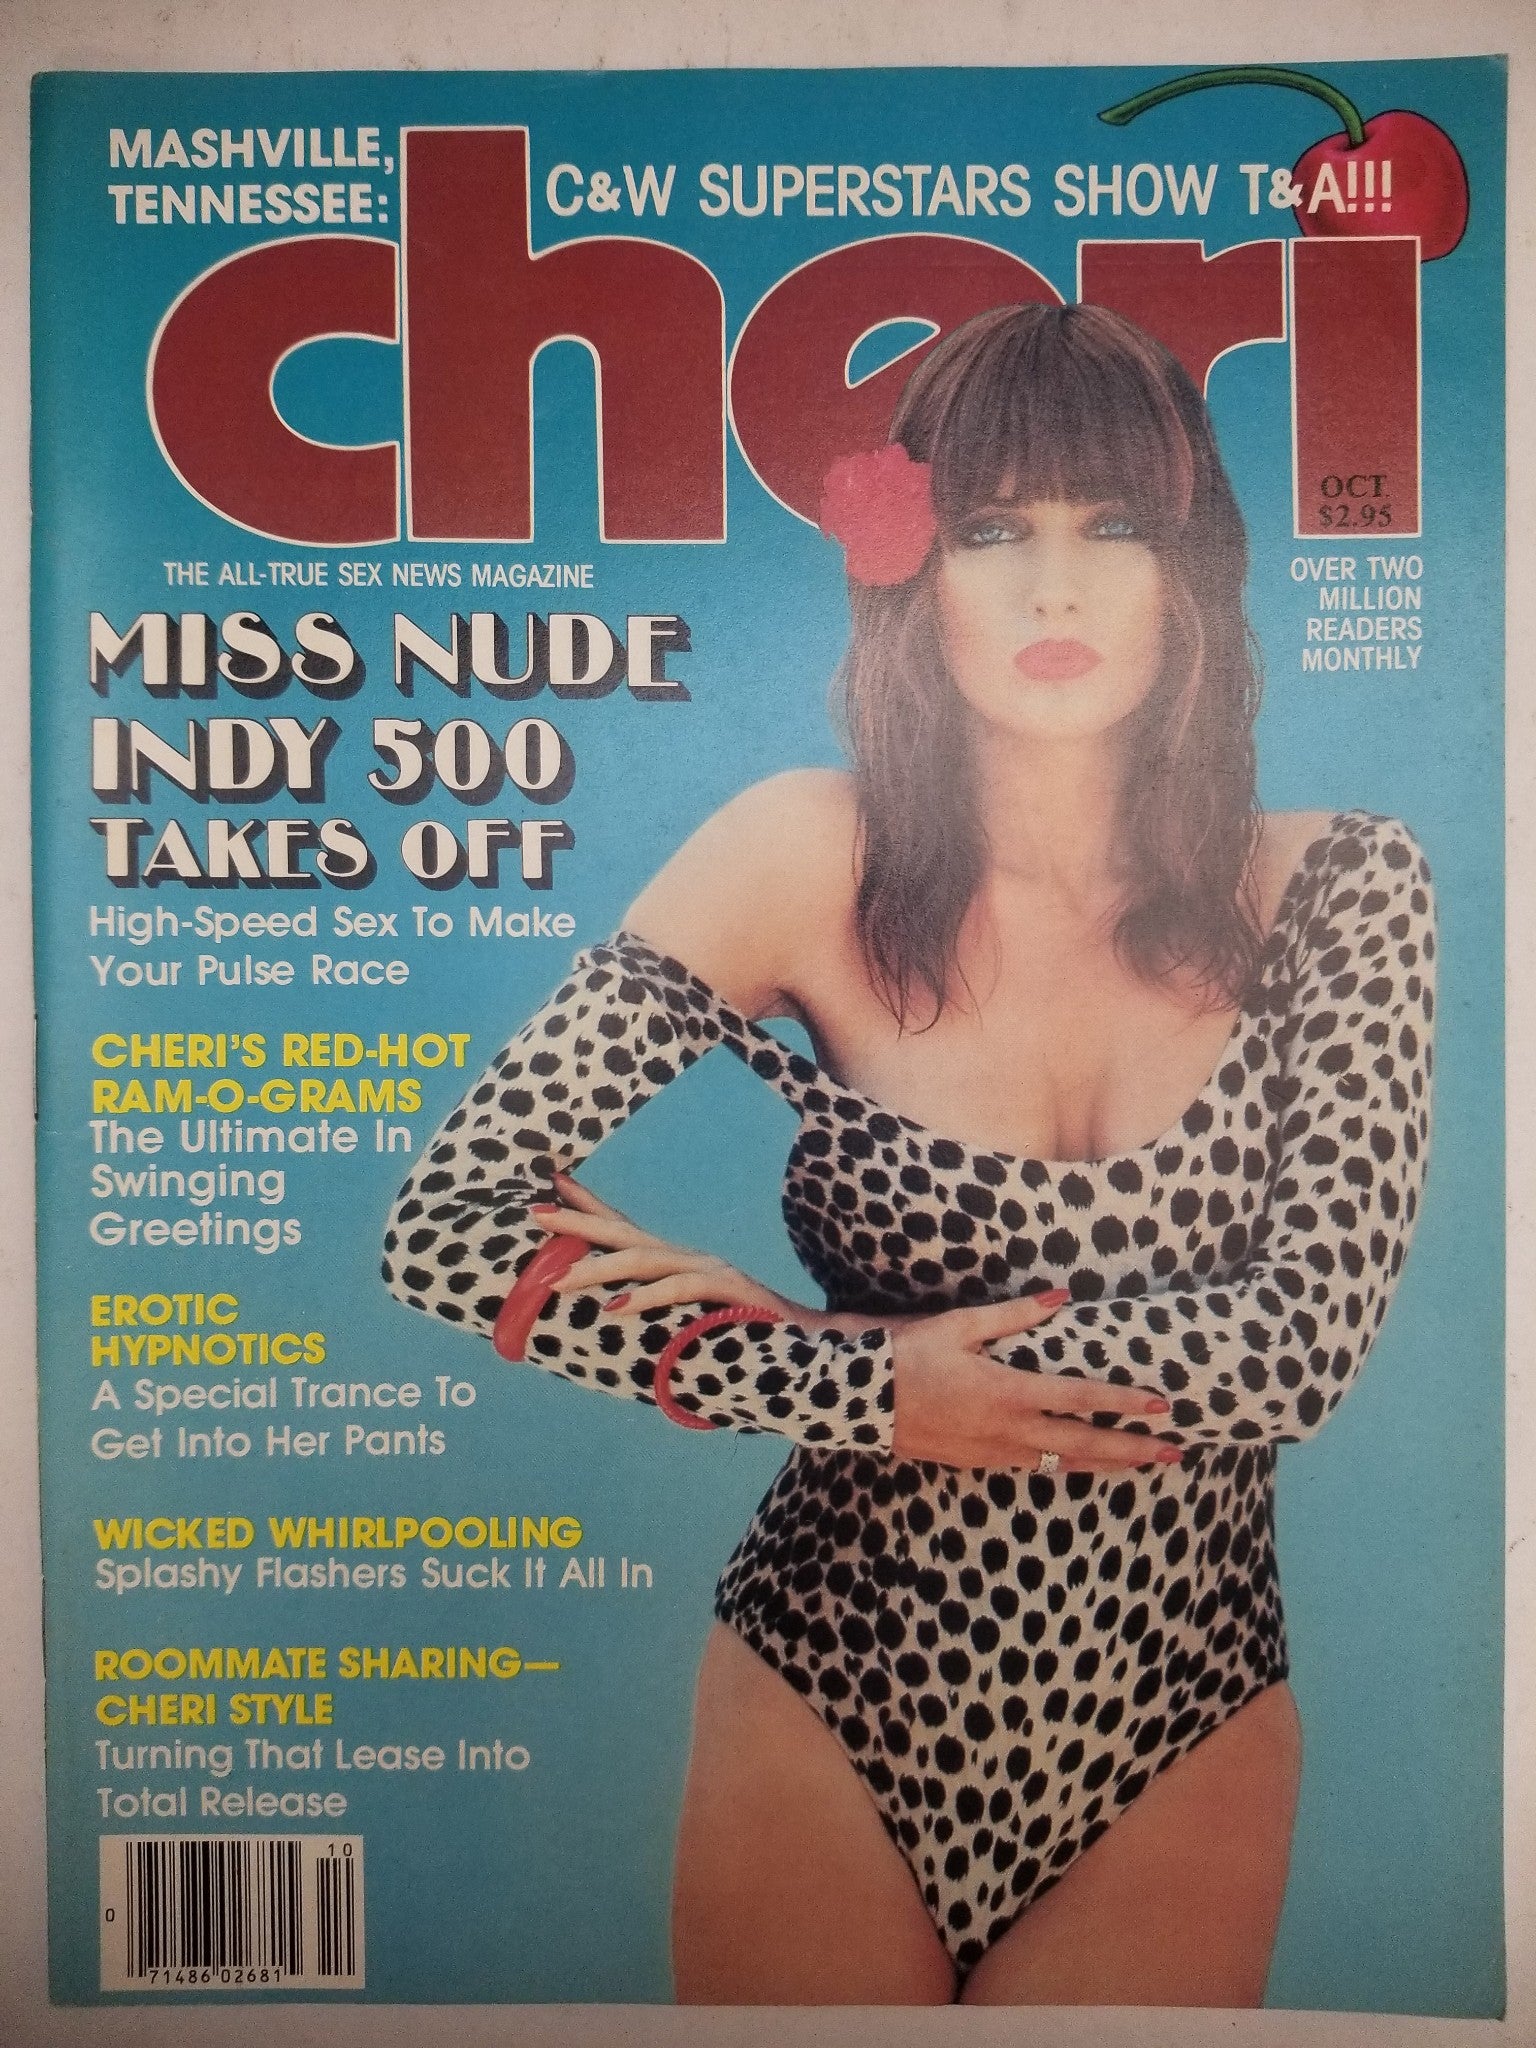 MASHVILLE,
TENNESSEE:
C&W SUPERSTARS SHOW T&A!!!
cheri
OCT.
$2.95
THE ALL-TRUE SEX NEWS MAGAZINE
OVER TWO
MILLION
READERS
MONTHLY
MISS NUDE
INDY 500
TAKES OFF
High-Speed Sex To Make
Your Pulse Race
CHERI'S RED-HOT
RAM-O-GRAMS
The Ultimate In
Swinging
Greetings
EROTIC
HYPNOTICS
A Special Trance To
Get Into Her Pants
WICKED WHIRLPOOLING
Splashy Flashers Suck It All In
ROOMMATE SHARING—
CHERI STYLE
Turning That Lease Into
Total Release
10
0
71486 02681